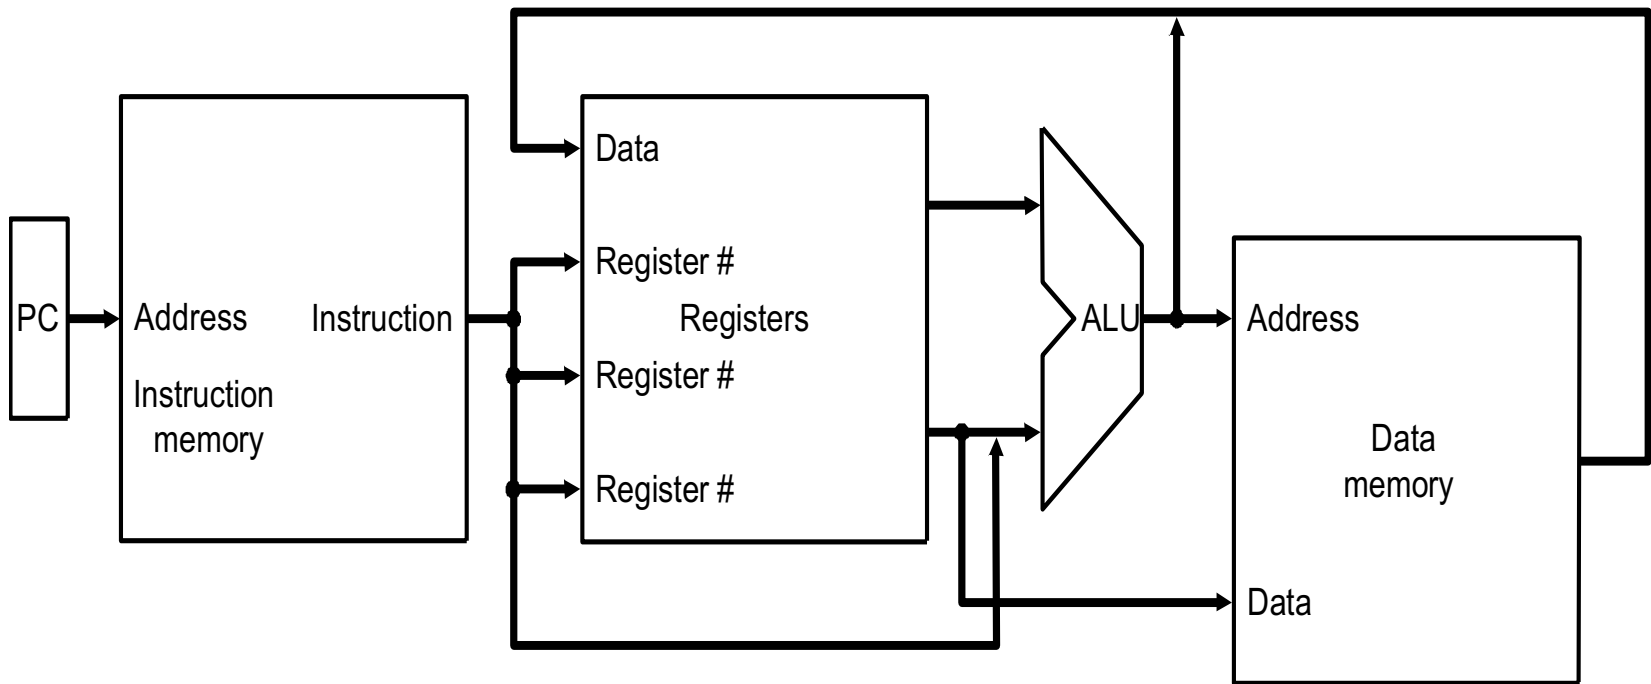 PC
Address
Instruction
Instruction
memory
Data
Register #
Registers
Register #
Register #
ALU
Address
Data
memory
Data